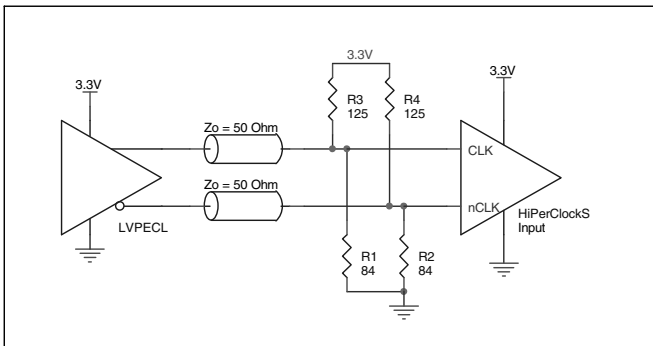 3.3V
3.3V
3.3V
R3
125
R4
125
Zo = 50 Ohm
CLK
Zo = 50 Ohm
nCLK
HiPerClockS
Input
LVPECL
R1
84
R2
84